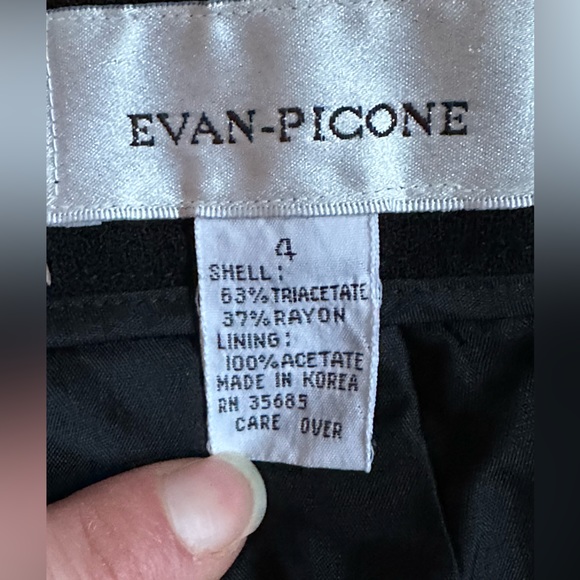 EVAN-PICONE
4
SHELL:
63% TRIACETATE
37% RAYON
LINING:
100% ACETATE
MADE IN KOREA
RN 35685
CARE OVER